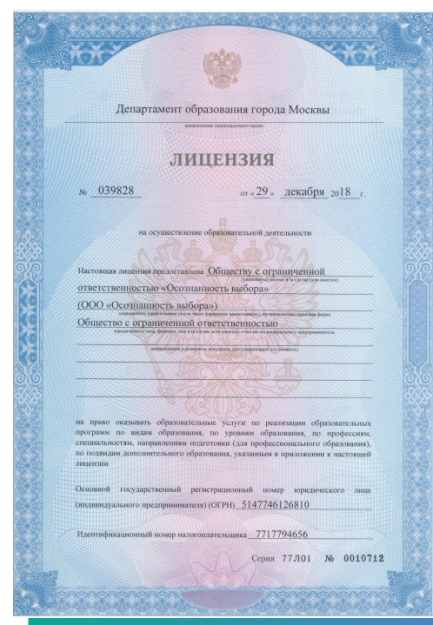 Департамент образования города Москвы
наименование лицензирующего органа
ЛИЦЕНЗИЯ
№ 039828 от « 29 » декабря 2018 г.
на осуществление образовательной деятельности
Настоящая лицензия предоставлена Обществу с ограниченной
ответственностью «Осознанность выбора»
(ООО «Осознанность выбора»)
Общество с ограниченной ответственностью
на право оказывать образовательные услуги по реализации образовательных
программ по видам образования, по уровням образования, по профессиям,
специальностям, направлениям подготовки (для профессионального образования),
по подвидам дополнительного образования, указанным в приложении к настоящей
лицензии
Основной государственный регистрационный номер юридического лица
(индивидуального предпринимателя) (ОГРН) 5147746126810
Идентификационный номер налогоплательщика 7717794656
Серия 77Л01 № 0010712